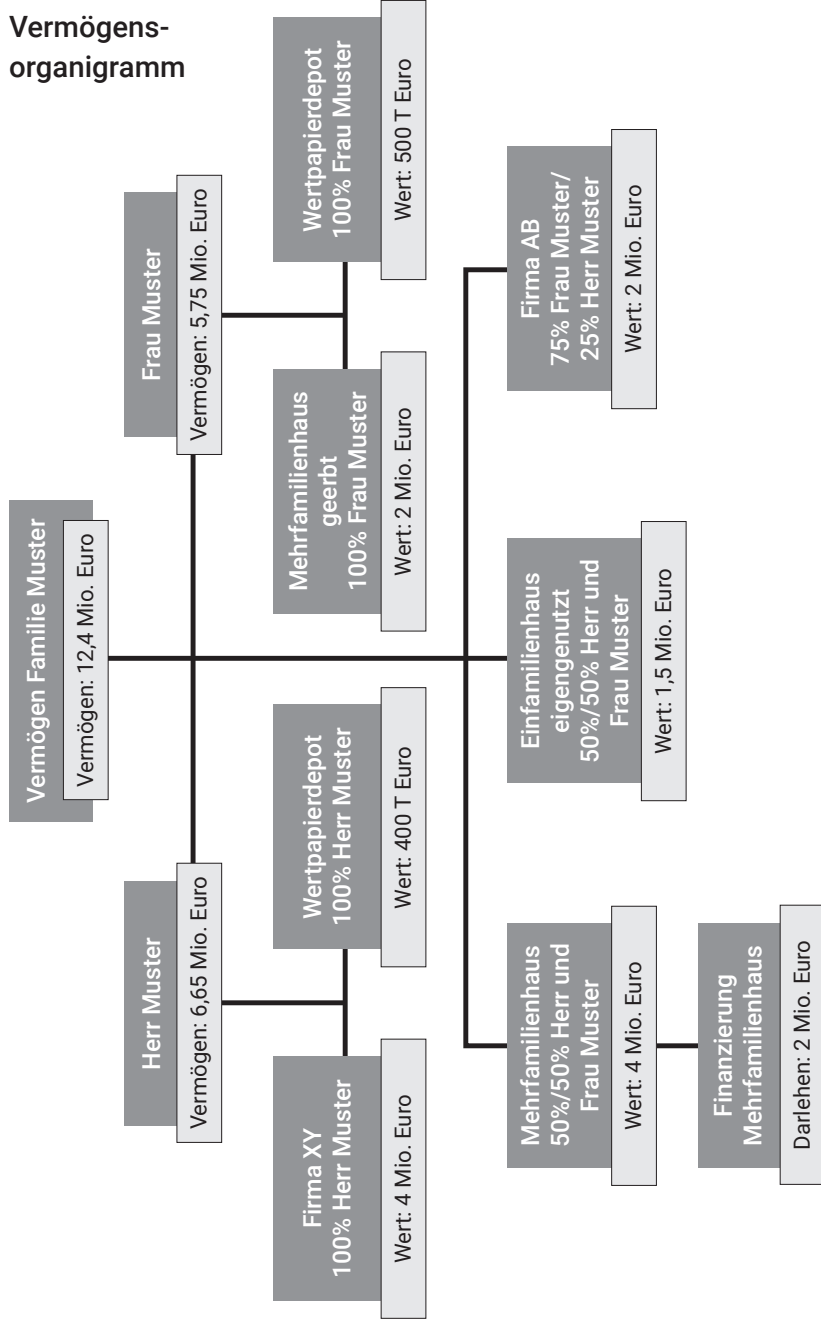 Vermögens-
organigramm
Vermögen Familie Muster
Vermögen: 12,4 Mio. Euro
Herr Muster
Vermögen: 6,65 Mio. Euro
Frau Muster
Vermögen: 5,75 Mio. Euro
Firma XY
100% Herr Muster
Wert: 4 Mio. Euro
Wertpapierdepot
100% Herr Muster
Wert: 400 T Euro
Mehrfamilienhaus
geerbt
100% Frau Muster
Wert: 2 Mio. Euro
Wertpapierdepot
100% Frau Muster
Wert: 500 T Euro
Mehrfamilienhaus
50%/50% Herr und
Frau Muster
Wert: 4 Mio. Euro
Einfamilienhaus
eigengenutzt
50%/50% Herr und
Frau Muster
Wert: 1,5 Mio. Euro
Firma AB
75% Frau Muster/
25% Herr Muster
Wert: 2 Mio. Euro
Finanzierung
Mehrfamilienhaus
Darlehen: 2 Mio. Euro